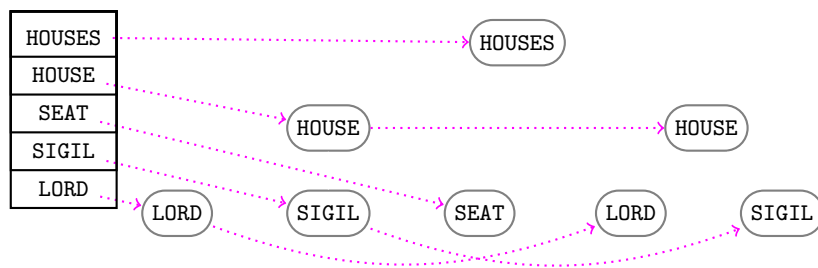 HOUSES
HOUSE
SEAT
SIGIL
LORD
HOUSES
HOUSE HOUSE
LORD SIGIL SEAT LORD SIGIL